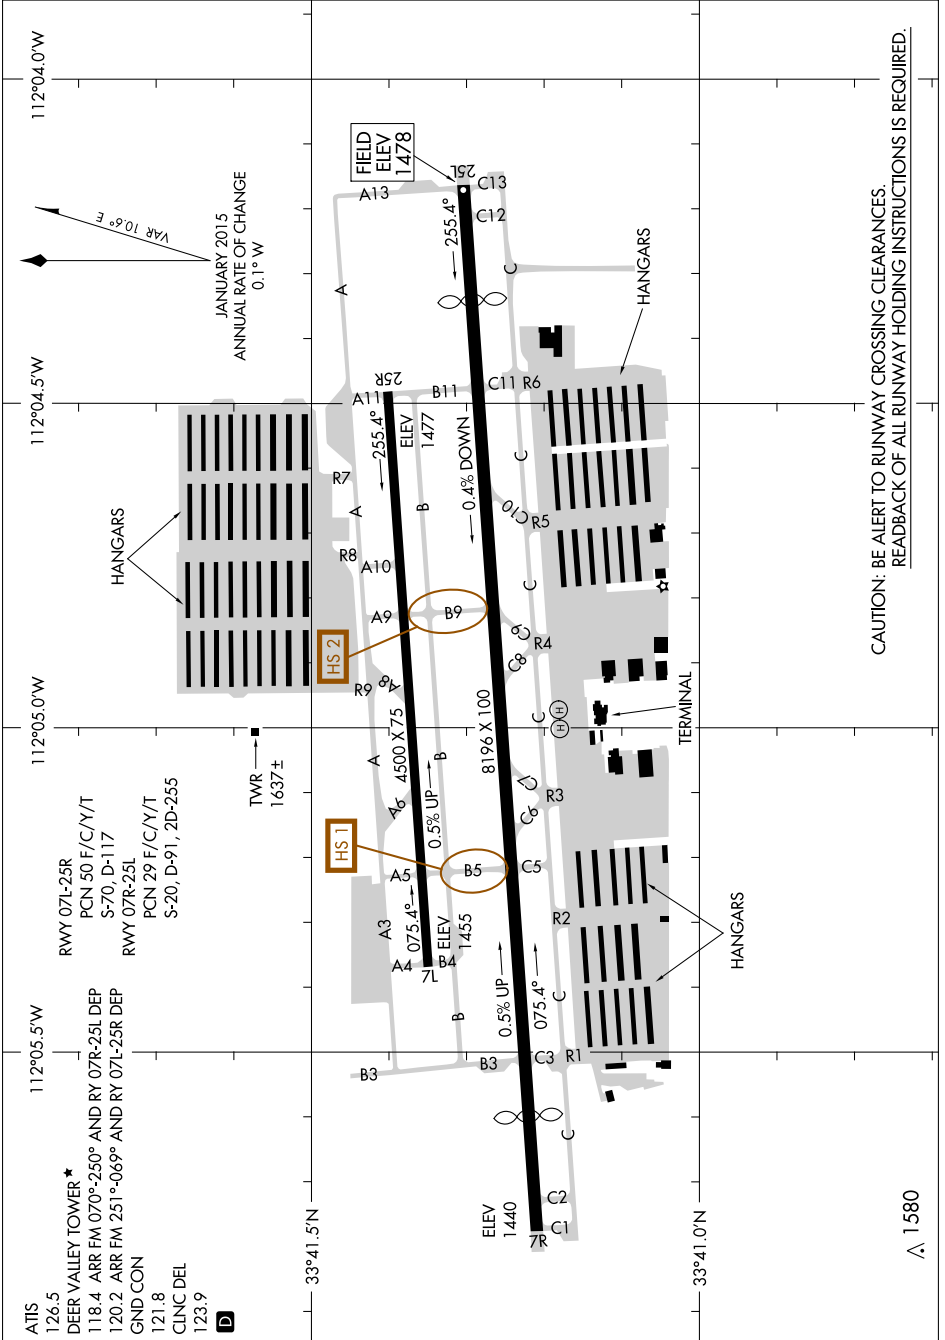 ATIS
126.5
DEER VALLEY TOWER★
118.4 ARR FM 070°-250° AND RY 07R-25L DEP
120.2 ARR FM 251°-069° AND RY 07L-25R DEP
GND CON
121.8
CLNC DEL
123.9
D
RWY 07L-25R
PCN 50 F/C/Y/T
S-70, D-117
RWY 07R-25L
PCN 29 F/C/Y/T
S-20, D-91, 2D-255
112°05.5'W
112°05.0'W
112°04.5'W
112°04.0'W
33°41.5'N
33°41.0'N
TWR
1637±
HANGARS
JANUARY 2015
ANNUAL RATE OF CHANGE
0.1° W
VAR 10.6° E
FIELD
ELEV
1478
HS 1
HS 2
R9
R8
R7
B3
A4
A3
A5
A6
A
A8
A9
A10
A
A11
A
A13
7L
075.4°
4500 X 75
255.4°
25R
ELEV
1455
0.5% UP
ELEV
1477
B4
B
B3
B5
B
B9
B
B11
ELEV
1440
7R
0.5% UP
075.4°
8196 X 100
0.4% DOWN
255.4°
25L
C1
C2
C
C3
C
C5
C6
C7
C
C8
C9
C
C10
C
C11
C
C12
C13
R1
R2
R3
R4
R5
R6
H
H
TERMINAL
HANGARS
HANGARS
1580
CAUTION: BE ALERT TO RUNWAY CROSSING CLEARANCES.
READBACK OF ALL RUNWAY HOLDING INSTRUCTIONS IS REQUIRED.